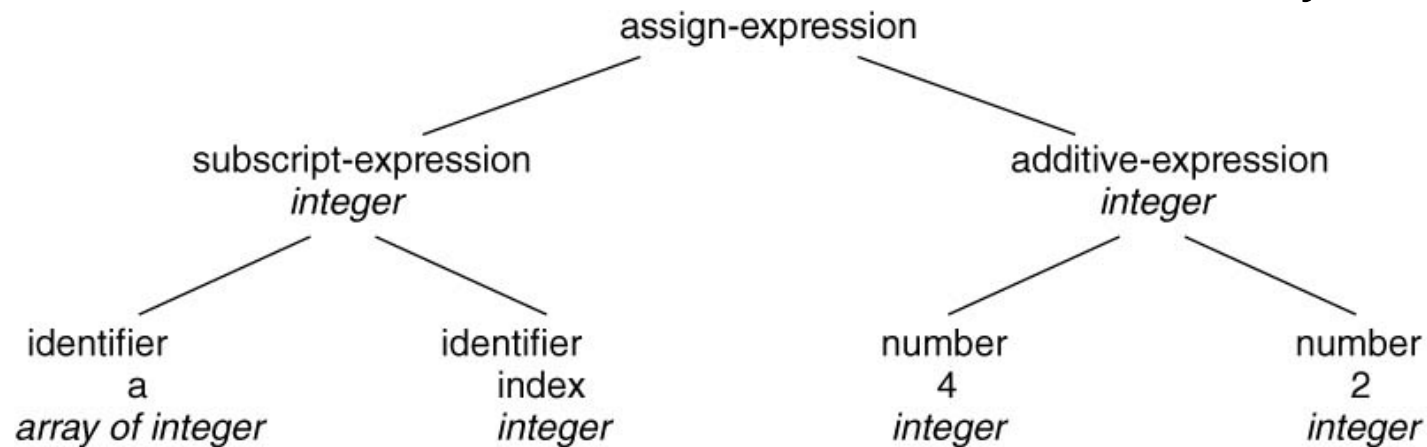 assign-expression
subscript-expression additive-expression
integer integer
identifier identifier number number
a index 4 2
array of integer integer integer integer